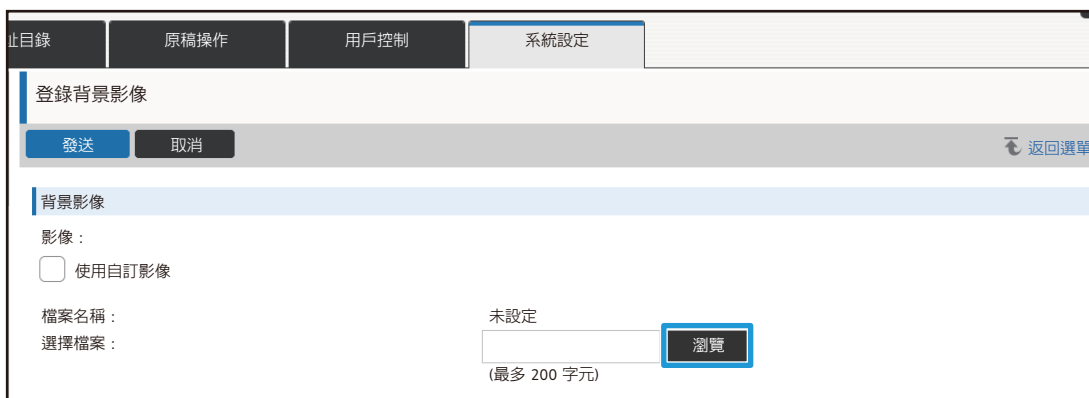 址目錄 原稿操作 用戶控制 系統設定
登錄背景影像
發送 取消 返回選單
背景影像
影像：
使用自訂影像
檔案名稱： 未設定
選擇檔案： 瀏覽
(最多 200 字元)